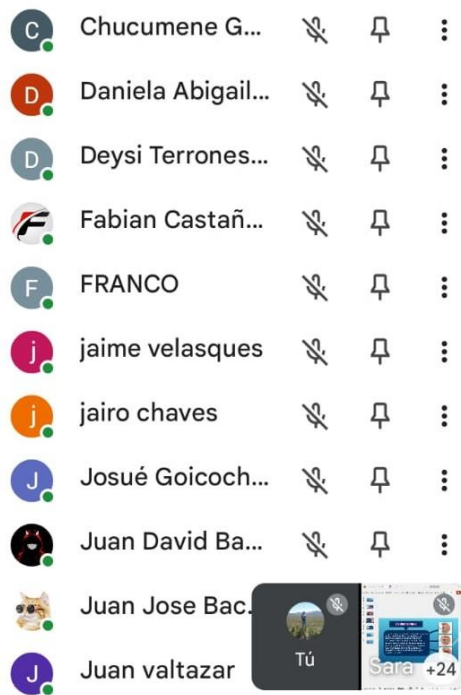 C Chucumene G...
D Daniela Abigail...
D Deysi Terrones...
F Fabian Castañ...
F FRANCO
j jaime velasques
j jairo chaves
J Josué Goicoch...
Juan David Ba...
Juan Jose Bac.
J Juan valtazar
Tú
Sara +24